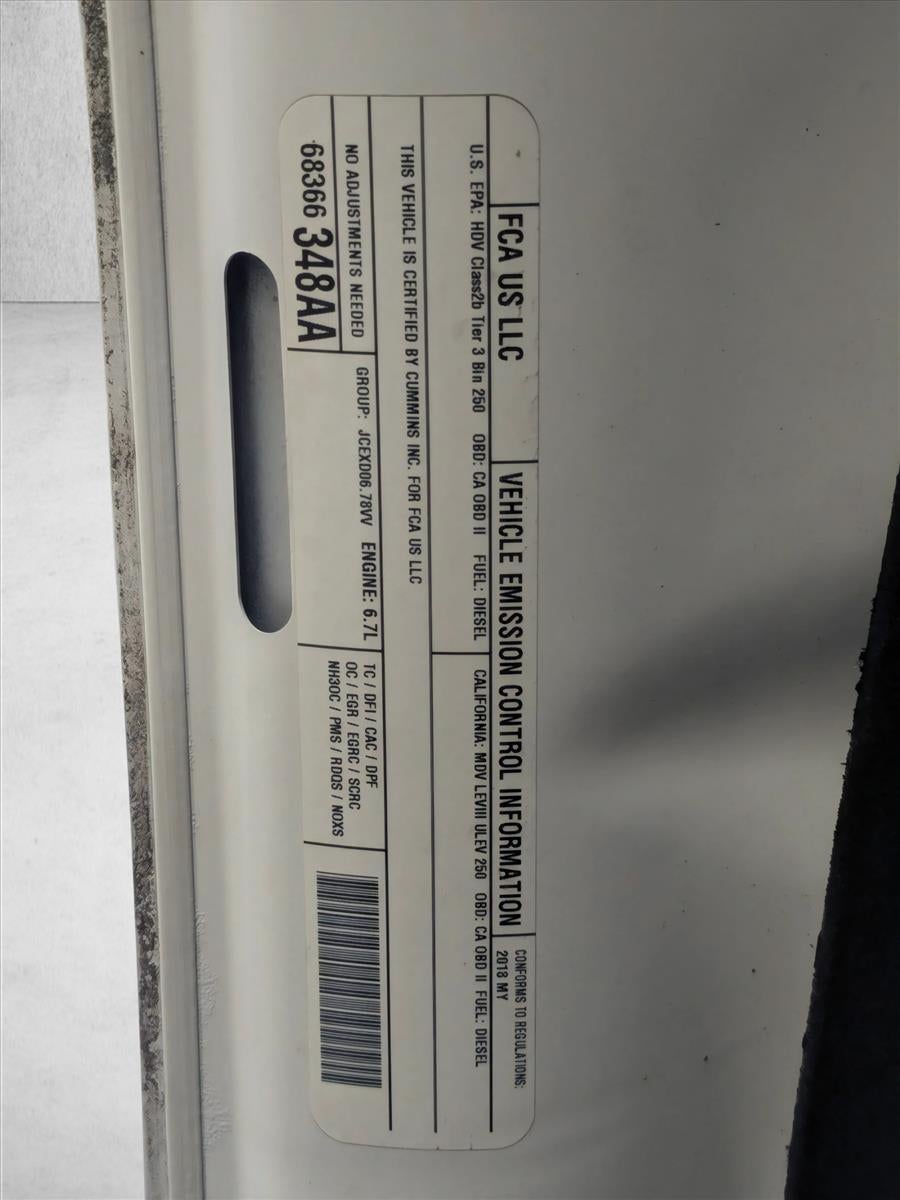 FCA US LLC
VEHICLE EMISSION CONTROL INFORMATION
CONFORMS TO REGULATIONS:
2018 MY
U.S. EPA: HDV Class2b Tier 3 Bin 250 OBD: CA OBD II FUEL: DIESEL
CALIFORNIA: MDV LEVIII ULEV 250 OBD: CA OBD II FUEL: DIESEL
THIS VEHICLE IS CERTIFIED BY CUMMINS INC. FOR FCA US LLC
NO ADJUSTMENTS NEEDED
68366 348AA
GROUP: JCEXD06.78VV ENGINE: 6.7L
TC / DFI / CAC / DPF
OC / EGR / EGRC / SCRC
NH3OC / PMS / RDQS / NOXS